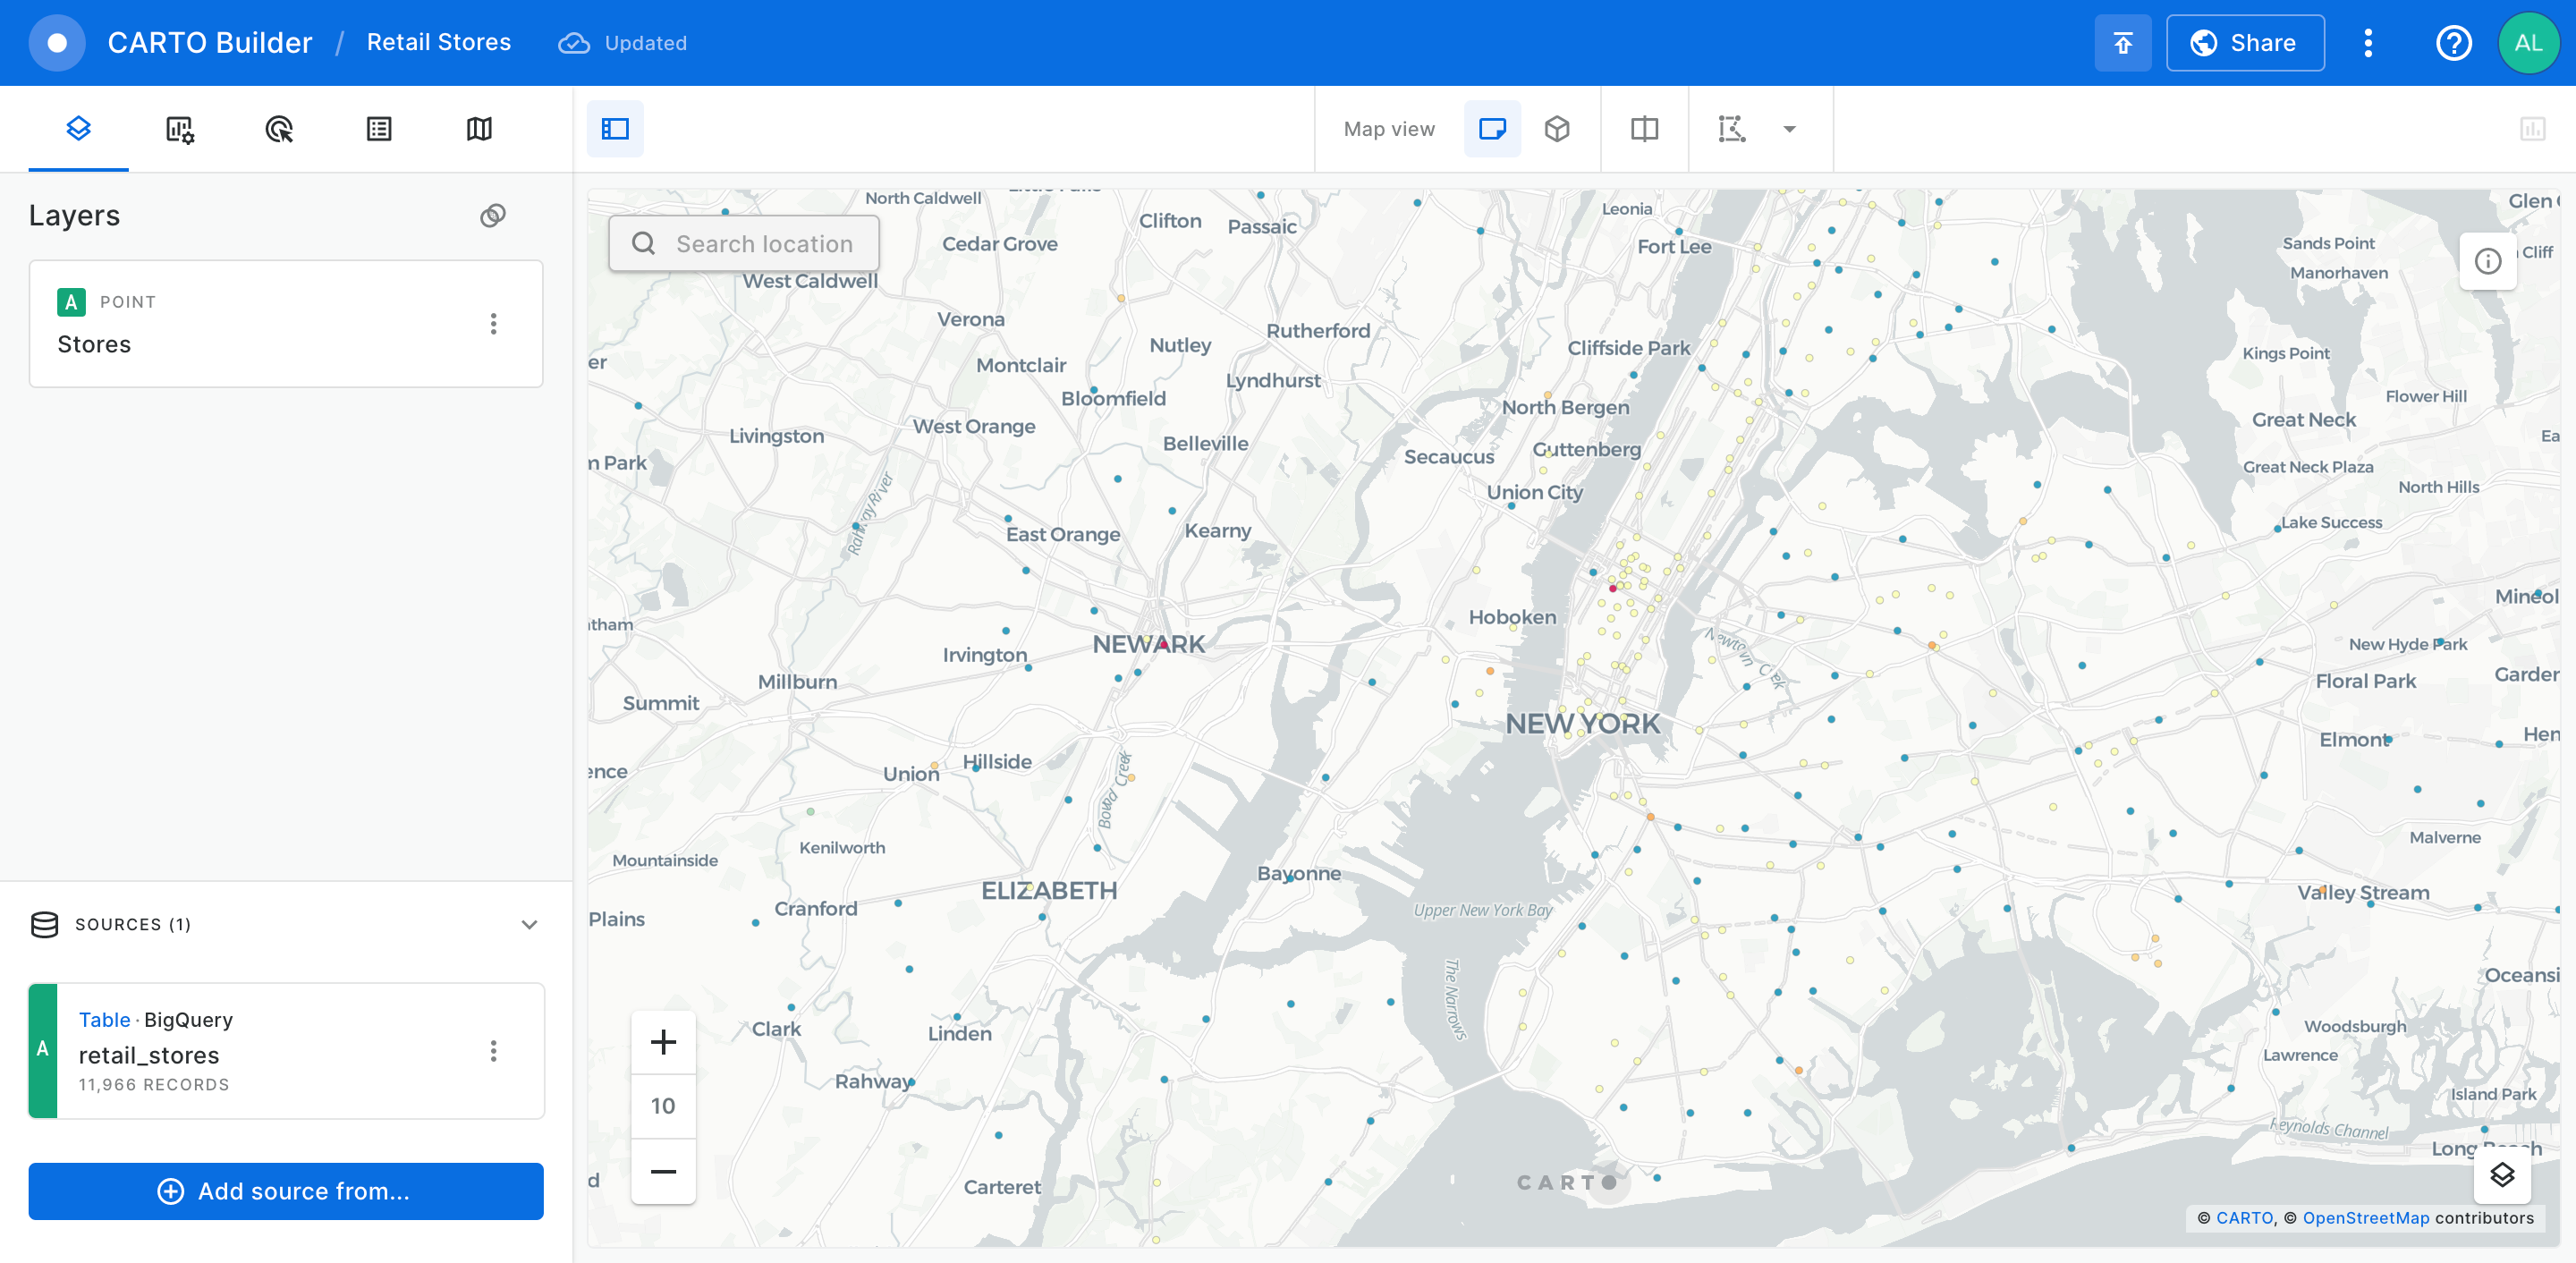 CARTO Builder / Retail Stores Updated
Share
AL
Map view
Layers
A POINT
Stores
SOURCES (1)
A
Table · BigQuery
retail_stores
11,966 RECORDS
Add source from...
Search location
North Caldwell
Clifton
Passaic
Cedar Grove
West Caldwell
Leonia
Fort Lee
Glen
Sands Point
Cliff
Manorhaven
Verona
Rutherford
Nutley
Montclair
Cliffside Park
Kings Point
er
Lyndhurst
Bloomfield
North Bergen
Flower Hill
Great Neck
West Orange
Livingston
Belleville
Guttenberg
Ea
Secaucus
m Park
Great Neck Plaza
Union City
North Hills
Rahway River
East Orange
Kearny
Lake Success
Mineol
Hoboken
atham
NEWARK
Newtown Creek
New Hyde Park
Irvington
Millburn
Floral Park
Garden
Summit
NEW YORK
Elmont
Hen
Hillside
Union
ence
Bound Creek
Malverne
Kenilworth
Mountainside
Bayonne
ELIZABETH
Valley Stream
Cranford
Upper New York Bay
Plains
Oceansi
The Narrows
Clark
Linden
Woodsburgh
Lawrence
Rahway
Island Park
Reynolds Channel
Long Beach
Carteret
d
10
CARTO
© CARTO, © OpenStreetMap contributors